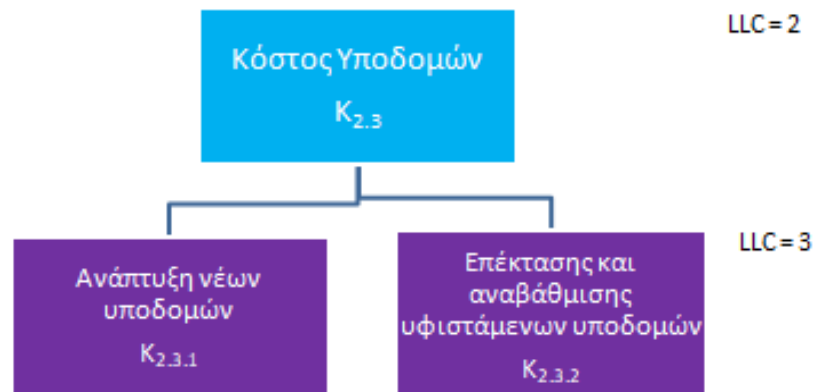 LLC = 2
Κόστος Υποδομών
Κ2.3
LLC = 3
Ανάπτυξη νέων
υποδομών
Κ2.3.1
Επέκτασης και
αναβάθμισης
υφιστάμενων υποδομών
Κ2.3.2